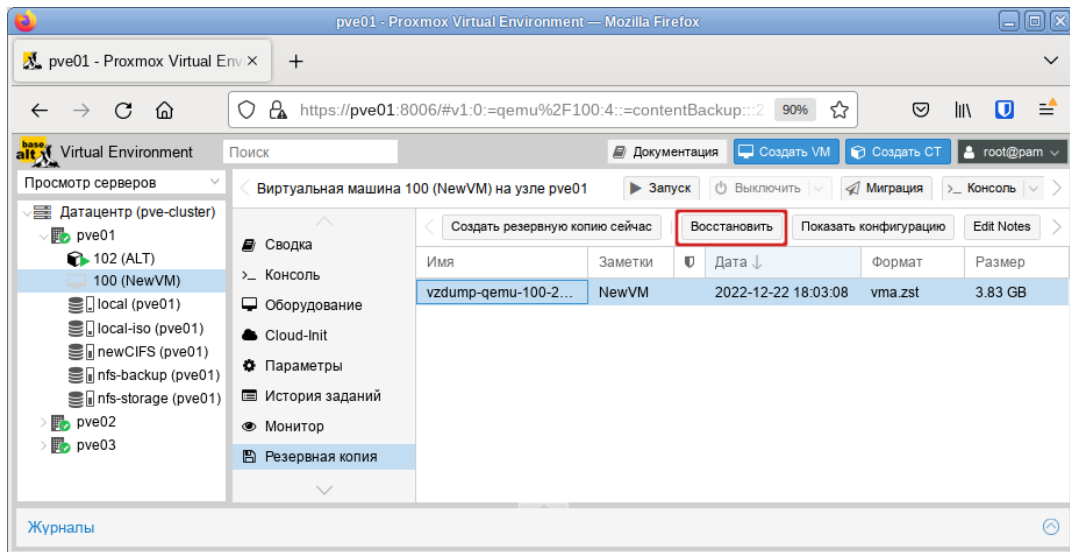 pve01 - Proxmox Virtual Environment — Mozilla Firefox
pve01 - Proxmox Virtual Env
https://pve01:8006/#v1:0:=qemu%2F100:4::=contentBackup:::2 90%
base alt Virtual Environment Поиск Документация Создать VM Создать CT root@pam
Просмотр серверов
Виртуальная машина 100 (NewVM) на узле pve01 Запуск Выключить Миграция Консоль
Датацентр (pve-cluster)
pve01
102 (ALT)
100 (NewVM)
local (pve01)
local-iso (pve01)
newCIFS (pve01)
nfs-backup (pve01)
nfs-storage (pve01)
pve02
pve03
Сводка
Консоль
Оборудование
Cloud-Init
Параметры
История заданий
Монитор
Резервная копия
Создать резервную копию сейчас Восстановить Показать конфигурацию Edit Notes
Имя Заметки Дата ↓ Формат Размер
vzdump-qemu-100-2... NewVM 2022-12-22 18:03:08 vma.zst 3.83 GB
Журналы